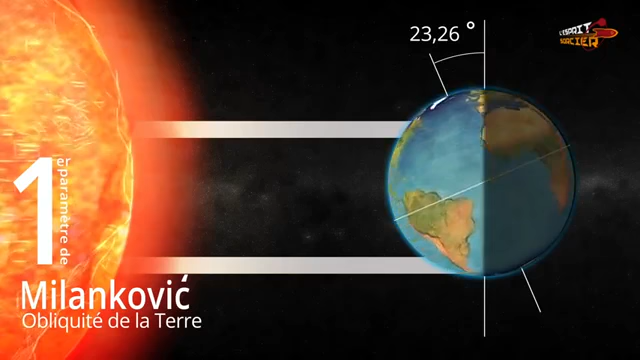 23,26 °
L'ESPRIT
SORCIER
1
er
paramètre de
Milanković
Obliquité de la Terre